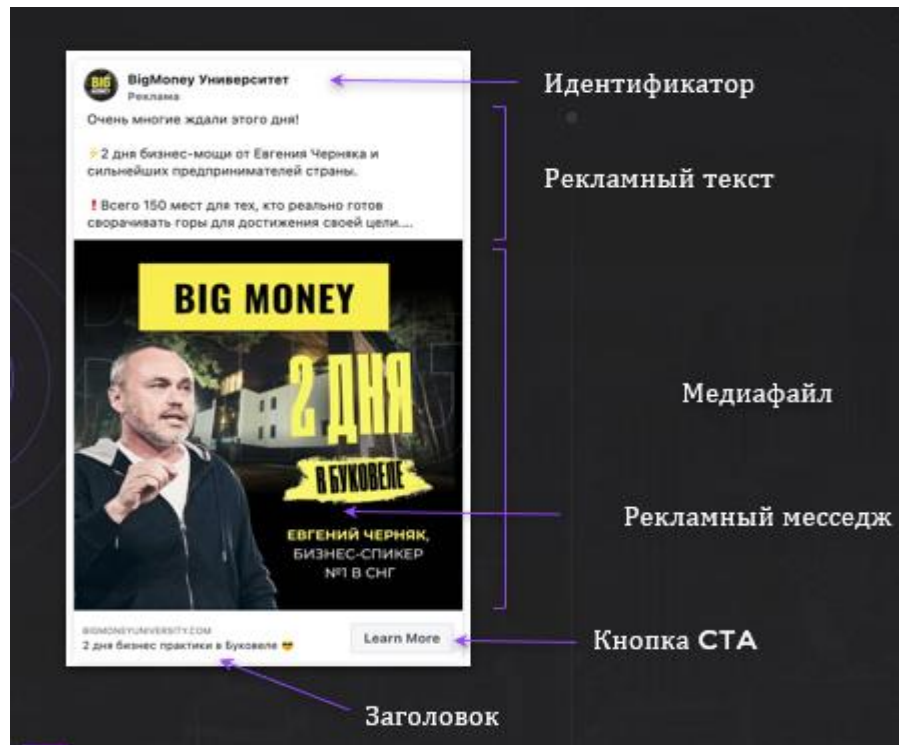 BIG
MONEY
BigMoney Университет
Реклама
Идентификатор
Очень многие ждали этого дня!
⚡2 дня бизнес-мощи от Евгения Черняка и
сильнейших предпринимателей страны.
❗Всего 150 мест для тех, кто реально готов
сворачивать горы для достижения своей цели....
Рекламный текст
BIG MONEY
2 ДНЯ
В БУКОВЕЛЕ
ЕВГЕНИЙ ЧЕРНЯК,
БИЗНЕС-СПИКЕР
№1 В СНГ
Медиафайл
Рекламный месседж
BIGMONEYUNIVERSITY.COM
2 дня бизнес практики в Буковеле 😎
Learn More
Кнопка CTA
Заголовок